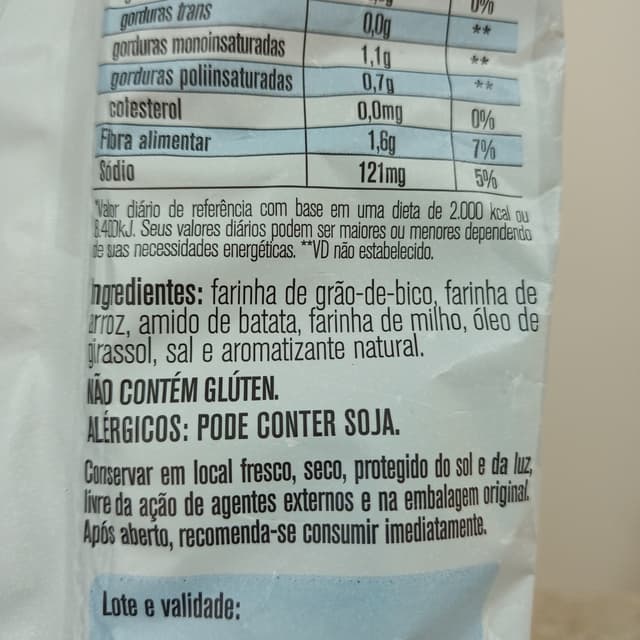 0%
gorduras trans 0,0g **
gorduras monoinsaturadas 1,1g **
gorduras poliinsaturadas 0,7g **
colesterol 0,0mg 0%
Fibra alimentar 1,6g 7%
Sódio 121mg 5%
*Valor diário de referência com base em uma dieta de 2.000 kcal ou
8.400kJ. Seus valores diários podem ser maiores ou menores dependendo
de suas necessidades energéticas. **VD não estabelecido.
Ingredientes: farinha de grão-de-bico, farinha de
arroz, amido de batata, farinha de milho, óleo de
girassol, sal e aromatizante natural.
NÃO CONTÉM GLÚTEN.
ALÉRGICOS: PODE CONTER SOJA.
Conservar em local fresco, seco, protegido do sol e da luz,
livre da ação de agentes externos e na embalagem original.
Após aberto, recomenda-se consumir imediatamente.
Lote e validade: